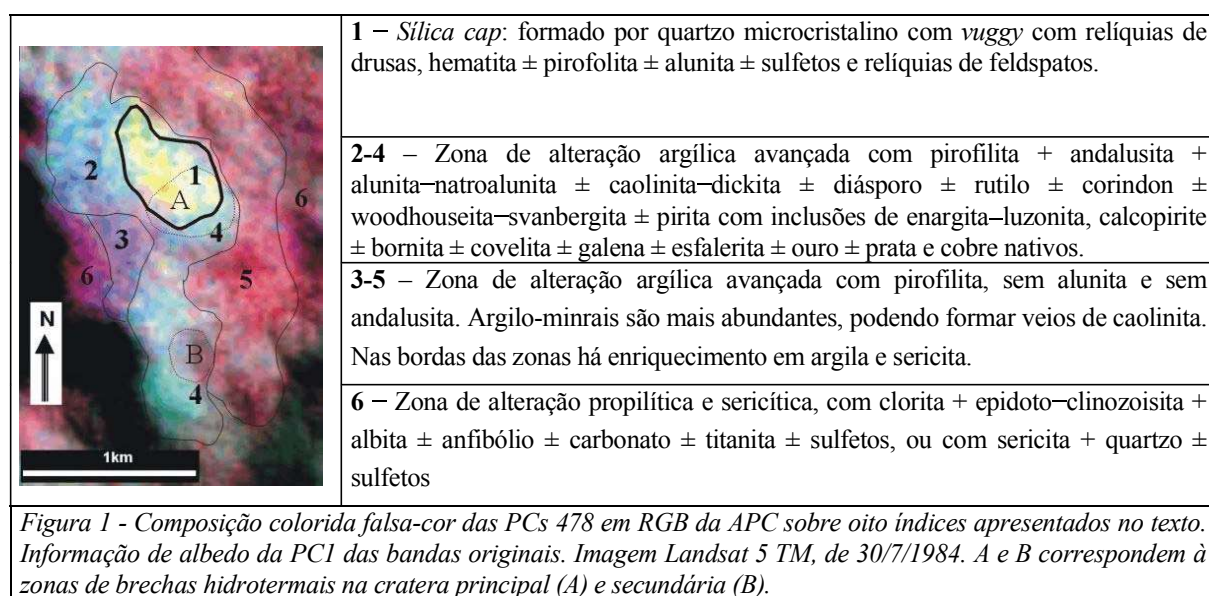 1 – Sílica cap: formado por quartzo microcristalino com vuggy com relíquias de
drusas, hematita ± pirofolita ± alunita ± sulfetos e relíquias de feldspatos.
2-4 – Zona de alteração argílica avançada com pirofilita + andalusita +
alunita–natroalunita ± caolinita–dickita ± diásporo ± rutilo ± corindon ±
woodhouseita–svanbergita ± pirita com inclusões de enargita–luzonita, calcopirite
± bornita ± covelita ± galena ± esfalerita ± ouro ± prata e cobre nativos.
3-5 – Zona de alteração argílica avançada com pirofilita, sem alunita e sem
andalusita. Argilo-minrais são mais abundantes, podendo formar veios de caolinita.
Nas bordas das zonas há enriquecimento em argila e sericita.
6 – Zona de alteração propilítica e sericítica, com clorita + epidoto–clinozoisita +
albita ± anfibólio ± carbonato ± titanita ± sulfetos, ou com sericita + quartzo ±
sulfetos
2
1
A
6
4
3
6
5
N
B
4
1km
Figura 1 - Composição colorida falsa-cor das PCs 478 em RGB da APC sobre oito índices apresentados no texto.
Informação de albedo da PC1 das bandas originais. Imagem Landsat 5 TM, de 30/7/1984. A e B correspondem à
zonas de brechas hidrotermais na cratera principal (A) e secundária (B).